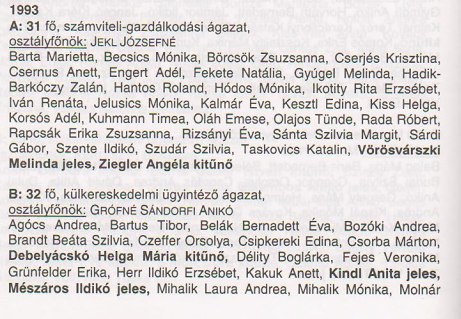 1993
A: 31 fő, számviteli-gazdálkodási ágazat,
osztályfőnök: JEKL JÓZSEFNÉ
Barta Marietta, Becsics Mónika, Börcsök Zsuzsanna, Cserjés Krisztina,
Csernus Anett, Engert Adél, Fekete Natália, Gyúgel Melinda, Hadik-
Barkóczy Zalán, Hantos Roland, Hódos Mónika, Ikotity Rita Erzsébet,
Iván Renáta, Jelusics Mónika, Kalmár Éva, Kesztl Edina, Kiss Helga,
Korsós Adél, Kuhmann Timea, Oláh Emese, Olajos Tünde, Rada Róbert,
Rapcsák Erika Zsuzsanna, Rizsányi Éva, Sánta Szilvia Margit, Sárdi
Gábor, Szente Ildikó, Szudár Szilvia, Taskovics Katalin, Vörösvárszki
Melinda jeles, Ziegler Angéla kitűnő
B: 32 fő, külkereskedelmi ügyintéző ágazat,
osztályfőnök: GRÓFNÉ SÁNDORFI ANIKÓ
Agócs Andrea, Bartus Tibor, Belák Bernadett Éva, Bozóki Andrea,
Brandt Beáta Szilvia, Czeffer Orsolya, Csipkereki Edina, Csorba Márton,
Debelyácskó Helga Mária kitűnő, Délity Boglárka, Fejes Veronika,
Grünfelder Erika, Herr Ildikó Erzsébet, Kakuk Anett, Kindl Anita jeles,
Mészáros Ildikó jeles, Mihalik Laura Andrea, Mihalik Mónika, Molnár